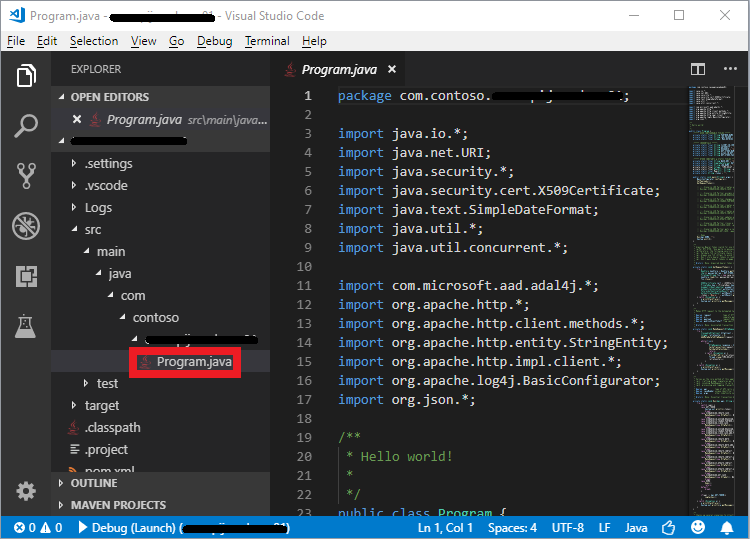 Program.java - - Visual Studio Code
File Edit Selection View Go Debug Terminal Help
EXPLORER
OPEN EDITORS
Program.java src\main\java...
.settings
.vscode
Logs
src
main
java
com
contoso
Program.java
test
target
.classpath
.project
pom.xml
OUTLINE
MAVEN PROJECTS
Program.java
1 package com.contoso. ;
2
3 import java.io.*;
4 import java.net.URI;
5 import java.security.*;
6 import java.security.cert.X509Certificate;
7 import java.text.SimpleDateFormat;
8 import java.util.*;
9 import java.util.concurrent.*;
10
11 import com.microsoft.aad.adal4j.*;
12 import org.apache.http.*;
13 import org.apache.http.client.methods.*;
14 import org.apache.http.entity.StringEntity;
15 import org.apache.http.impl.client.*;
16 import org.apache.log4j.BasicConfigurator;
17 import org.json.*;
18
19 /**
20 * Hello world!
21 *
22 */
23 public class Program {
0 0 Debug (Launch) ( ) Ln 1, Col 1 Spaces: 4 UTF-8 LF Java